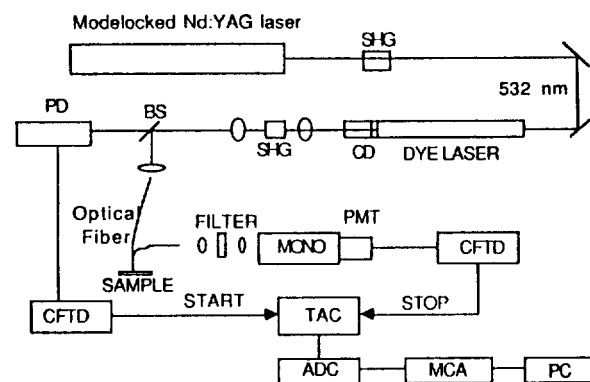 Modelocked Nd:YAG laser
SHG
532 nm
PD
BS
SHG
CD
DYE LASER
Optical
Fiber
FILTER
MONO
PMT
CFTD
SAMPLE
CFTD
START
TAC
STOP
ADC
MCA
PC